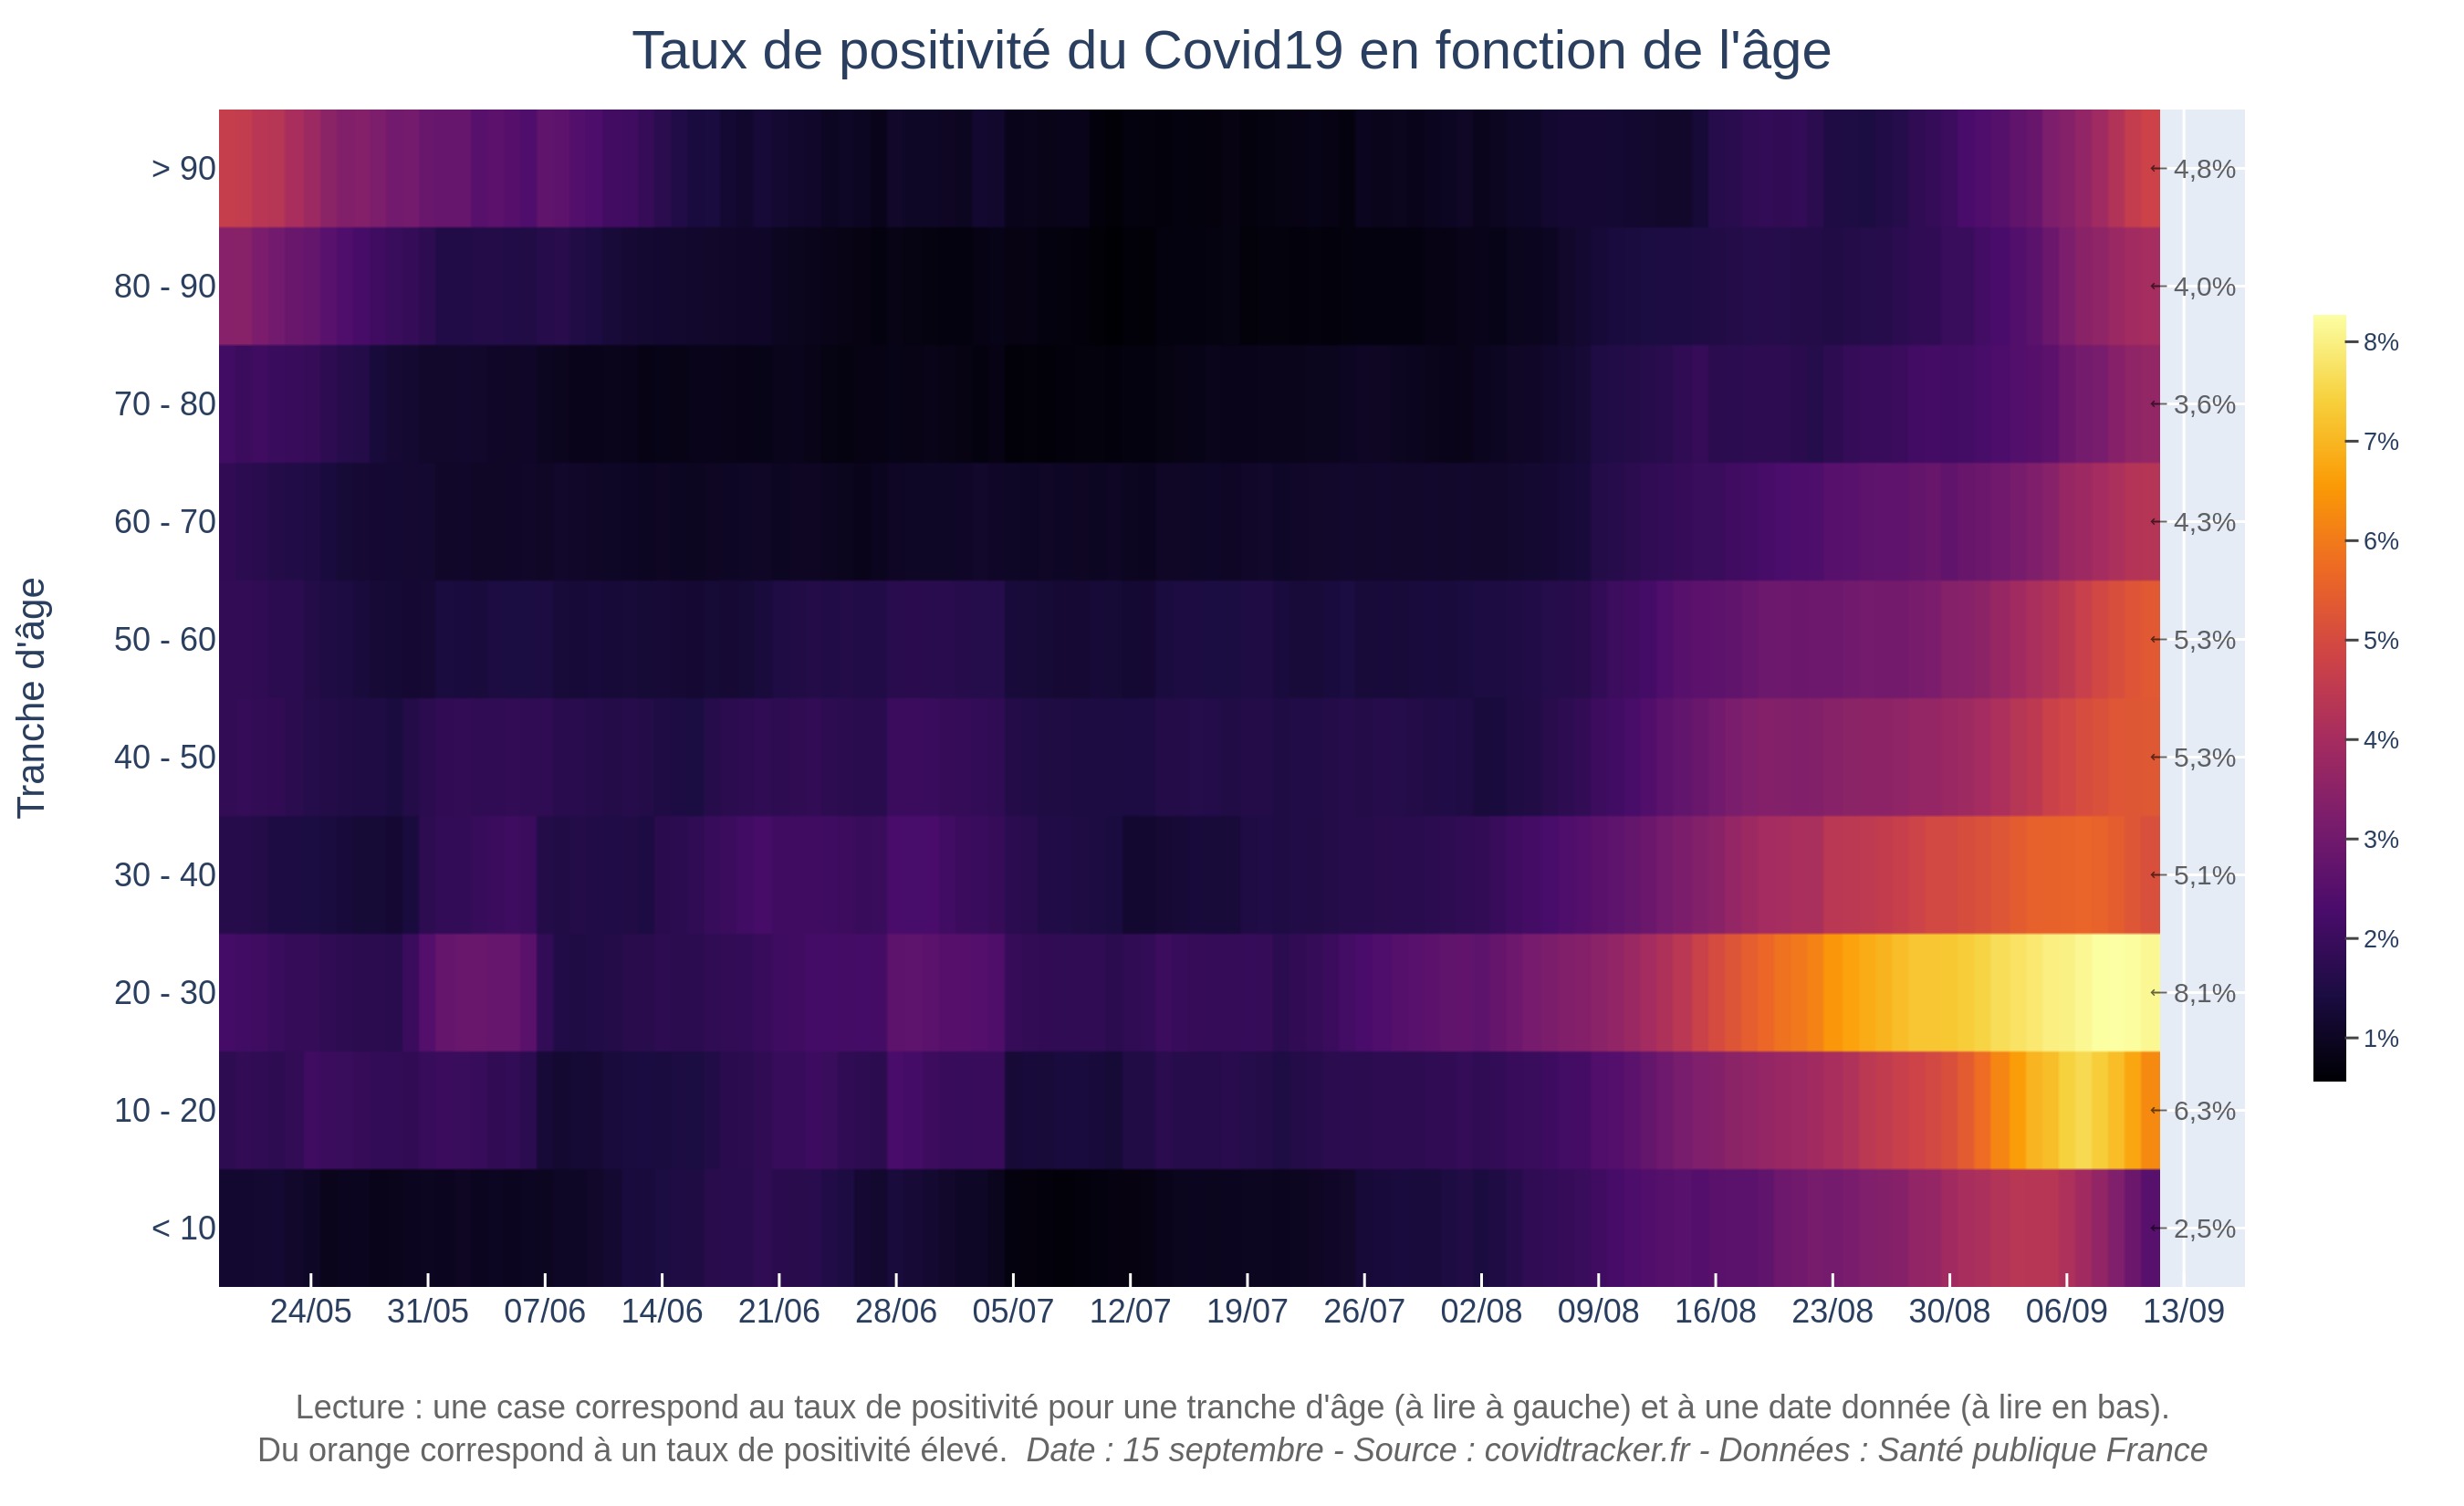 Taux de positivité du Covid19 en fonction de l'âge
Tranche d'âge
> 90
80 - 90
70 - 80
60 - 70
50 - 60
40 - 50
30 - 40
20 - 30
10 - 20
< 10
← 4,8%
← 4,0%
← 3,6%
← 4,3%
← 5,3%
← 5,3%
← 5,1%
← 8,1%
← 6,3%
← 2,5%
8%
7%
6%
5%
4%
3%
2%
1%
24/05 31/05 07/06 14/06 21/06 28/06 05/07 12/07 19/07 26/07 02/08 09/08 16/08 23/08 30/08 06/09 13/09
Lecture : une case correspond au taux de positivité pour une tranche d'âge (à lire à gauche) et à une date donnée (à lire en bas).
Du orange correspond à un taux de positivité élevé. Date : 15 septembre - Source : covidtracker.fr - Données : Santé publique France